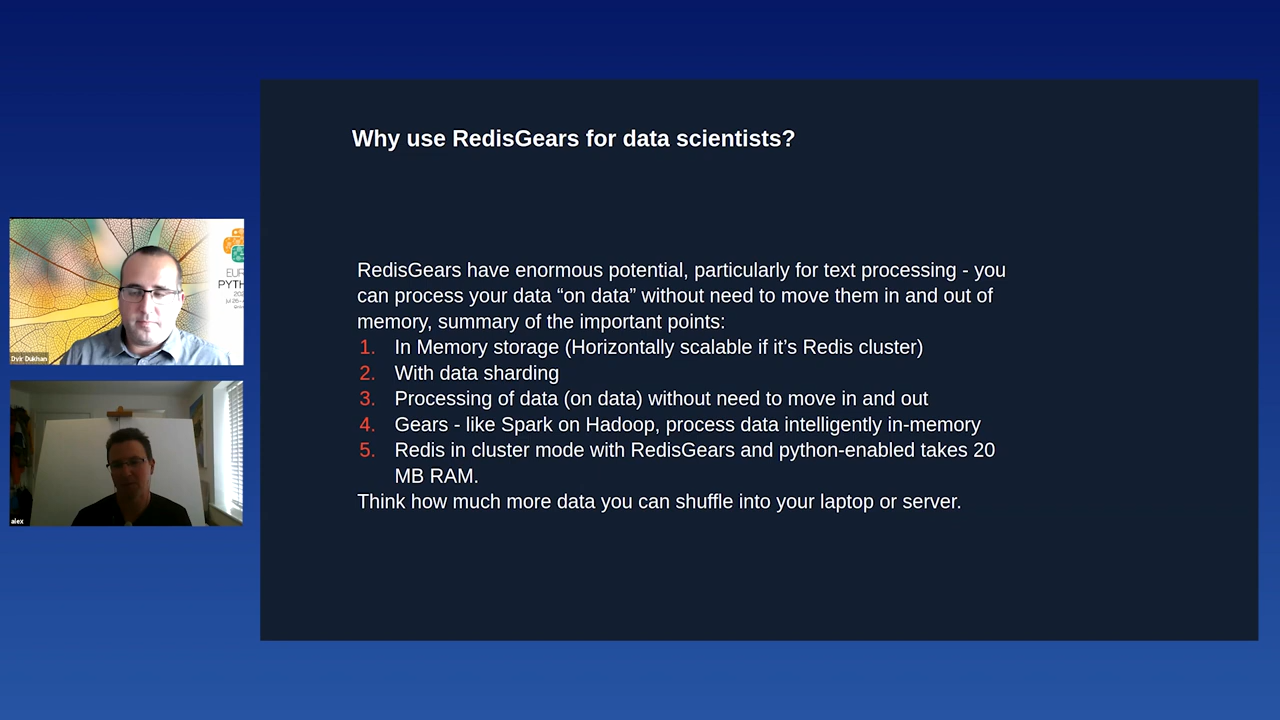 Why use RedisGears for data scientists?
RedisGears have enormous potential, particularly for text processing - you
can process your data “on data” without need to move them in and out of
memory, summary of the important points:
1. In Memory storage (Horizontally scalable if it’s Redis cluster)
2. With data sharding
3. Processing of data (on data) without need to move in and out
4. Gears - like Spark on Hadoop, process data intelligently in-memory
5. Redis in cluster mode with RedisGears and python-enabled takes 20
MB RAM.
Think how much more data you can shuffle into your laptop or server.
EUR
PYTH
Dvir Dukhan
alex